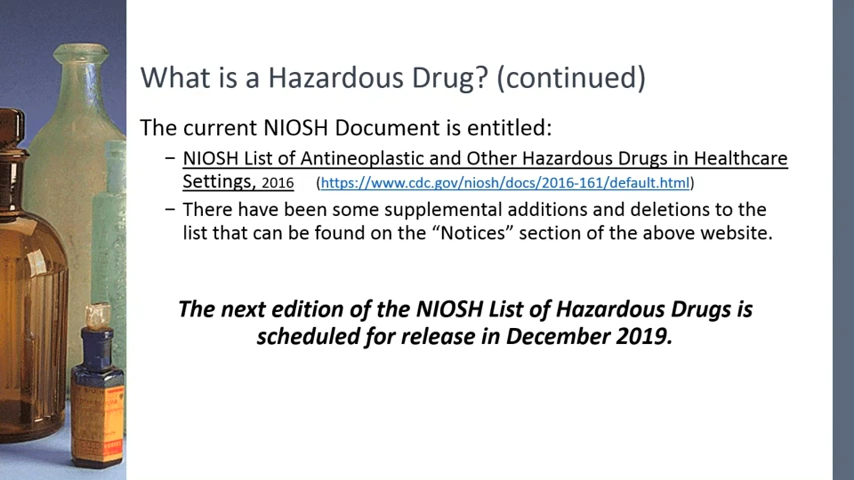 What is a Hazardous Drug? (continued)
The current NIOSH Document is entitled:
– NIOSH List of Antineoplastic and Other Hazardous Drugs in Healthcare
Settings, 2016 (https://www.cdc.gov/niosh/docs/2016-161/default.html)
– There have been some supplemental additions and deletions to the
list that can be found on the “Notices” section of the above website.
The next edition of the NIOSH List of Hazardous Drugs is
scheduled for release in December 2019.